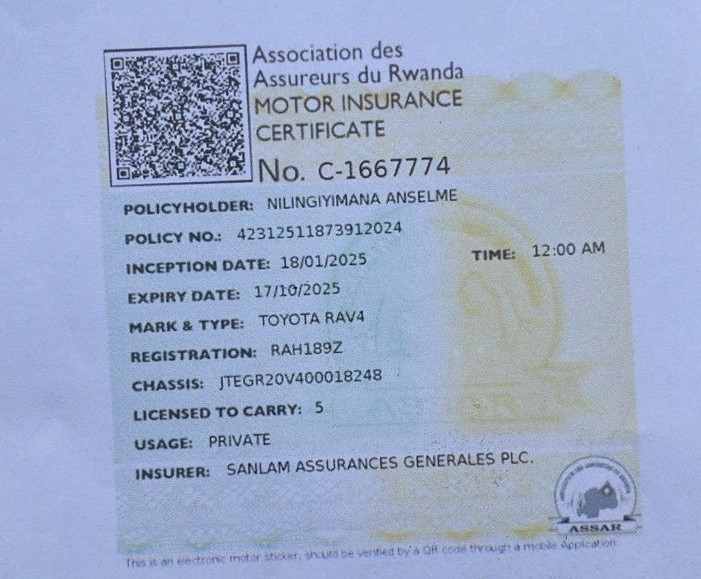 Association des
Assureurs du Rwanda
MOTOR INSURANCE
CERTIFICATE
No. C-1667774
POLICYHOLDER: NILINGIYIMANA ANSELME
POLICY NO.: 42312511873912024
INCEPTION DATE: 18/01/2025 TIME: 12:00 AM
EXPIRY DATE: 17/10/2025
MARK & TYPE: TOYOTA RAV4
REGISTRATION: RAH189Z
CHASSIS: JTEGR20V400018248
LICENSED TO CARRY: 5
USAGE: PRIVATE
INSURER: SANLAM ASSURANCES GENERALES PLC.
ASSAR
This is an electronic motor sticker, should be verified by a QR code through a mobile Application.